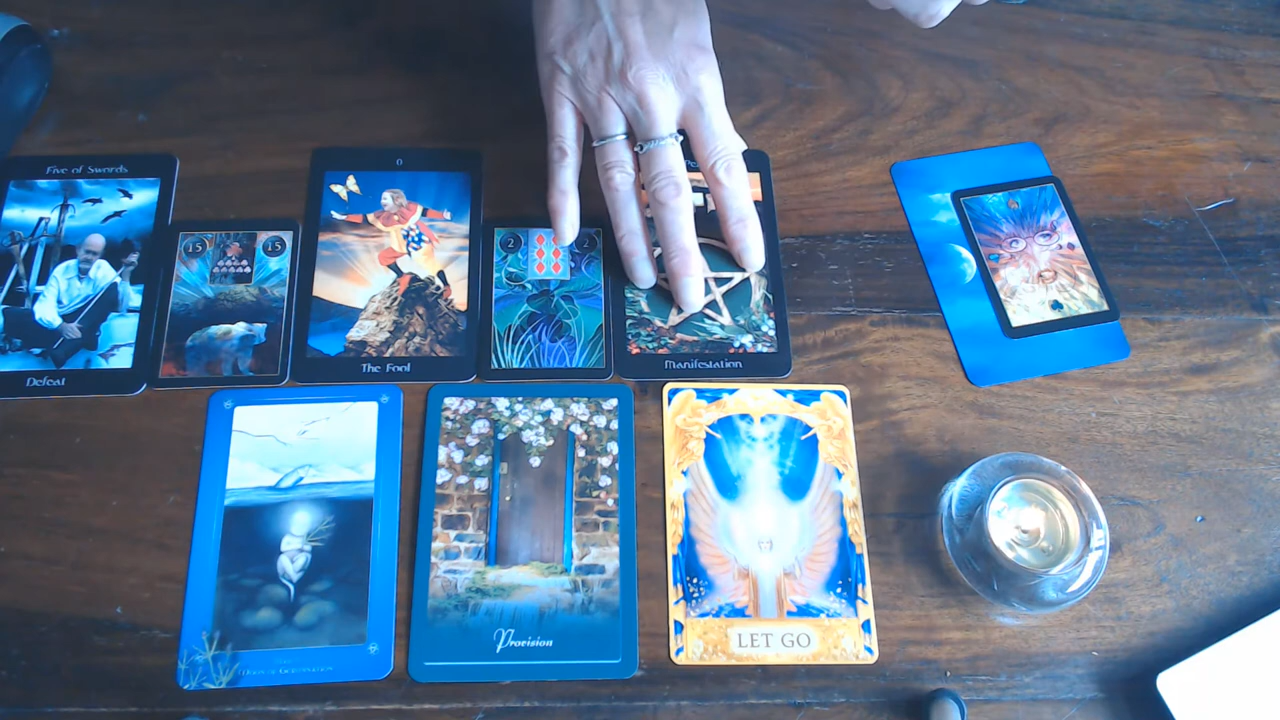 Five of Swords
Defeat
15
15
0
The Fool
2
2
Manifestation
Provision
LET GO